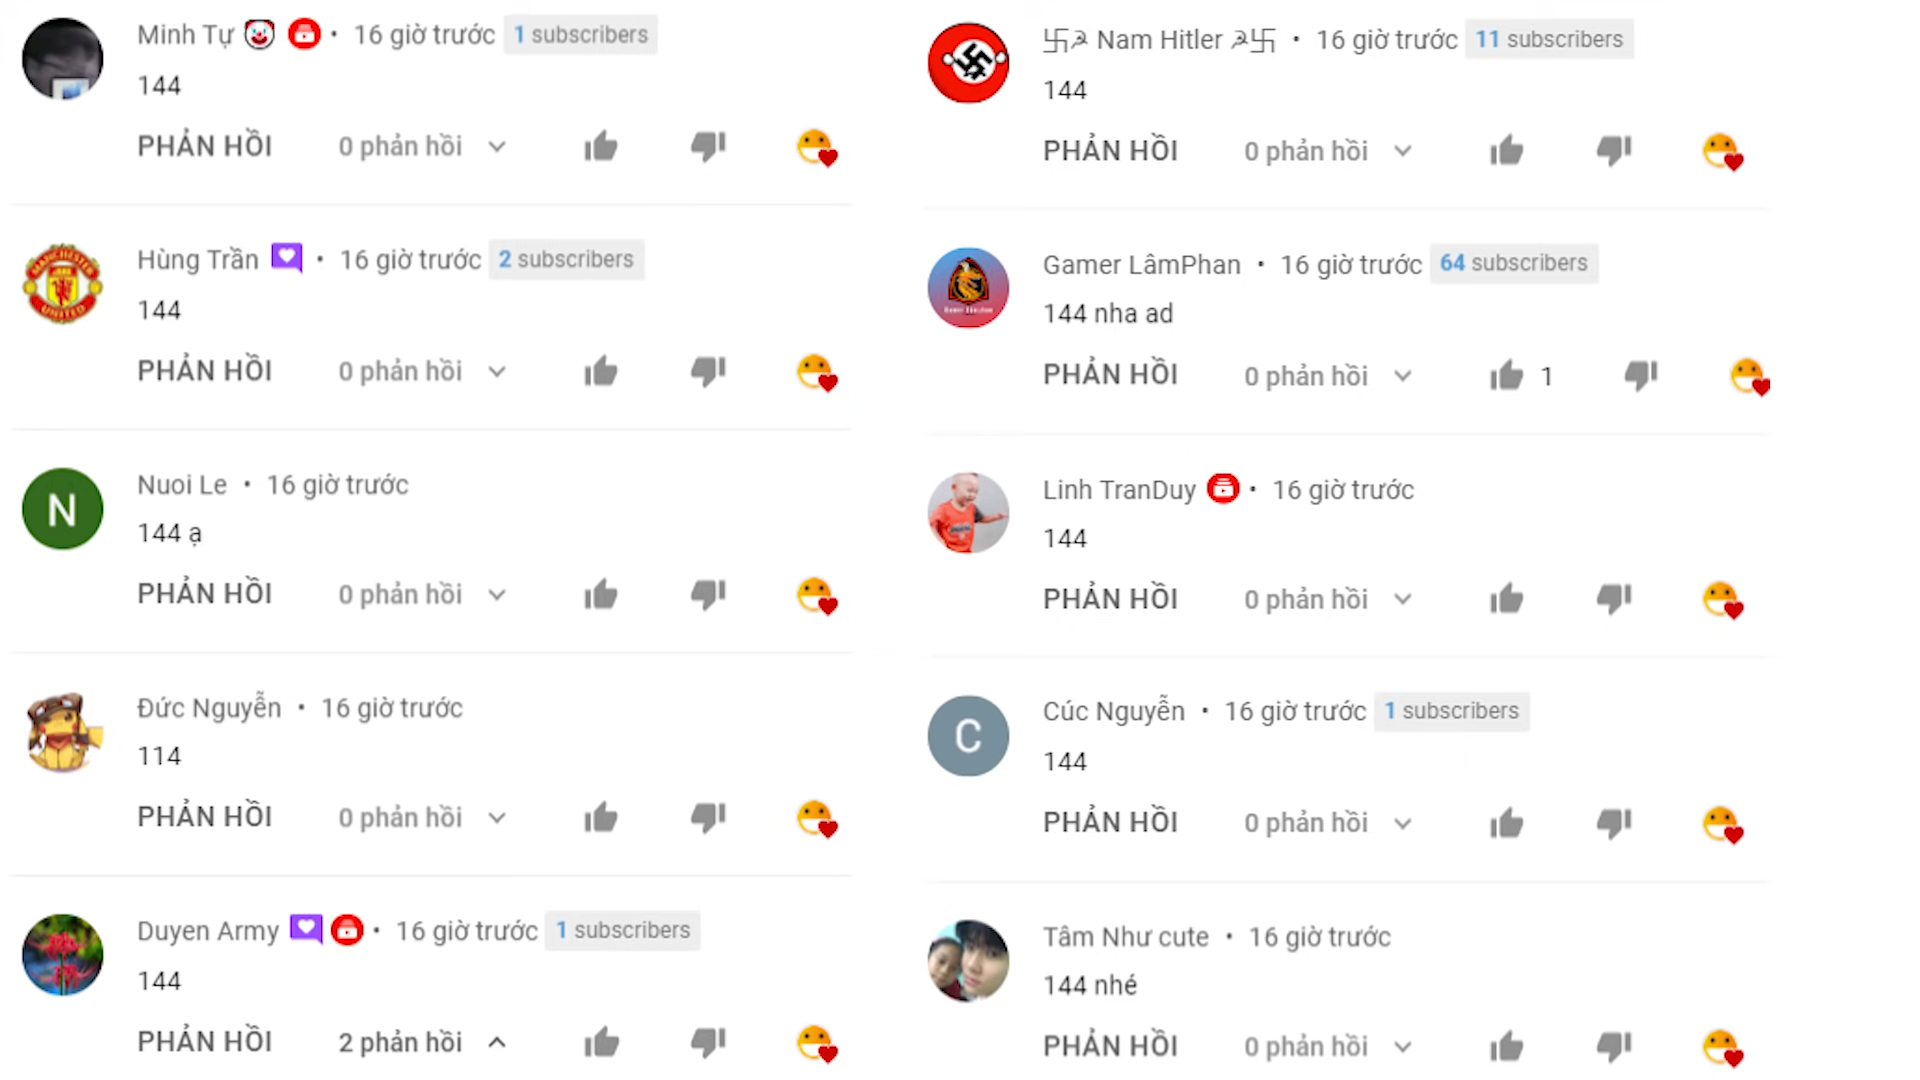 Minh Tự 🤡 • 16 giờ trước 1 subscribers
144
PHẢN HỒI 0 phản hồi
Hùng Trần • 16 giờ trước 2 subscribers
144
PHẢN HỒI 0 phản hồi
N
Nuoi Le • 16 giờ trước
144 ạ
PHẢN HỒI 0 phản hồi
Đức Nguyễn • 16 giờ trước
114
PHẢN HỒI 0 phản hồi
Duyen Army • 16 giờ trước 1 subscribers
144
PHẢN HỒI 2 phản hồi
卐☭ Nam Hitler ☭卐 • 16 giờ trước 11 subscribers
144
PHẢN HỒI 0 phản hồi
Gamer LâmPhan • 16 giờ trước 64 subscribers
144 nha ad
PHẢN HỒI 0 phản hồi 1
Linh TranDuy • 16 giờ trước
144
PHẢN HỒI 0 phản hồi
C
Cúc Nguyễn • 16 giờ trước 1 subscribers
144
PHẢN HỒI 0 phản hồi
Tâm Như cute • 16 giờ trước
144 nhé
PHẢN HỒI 0 phản hồi